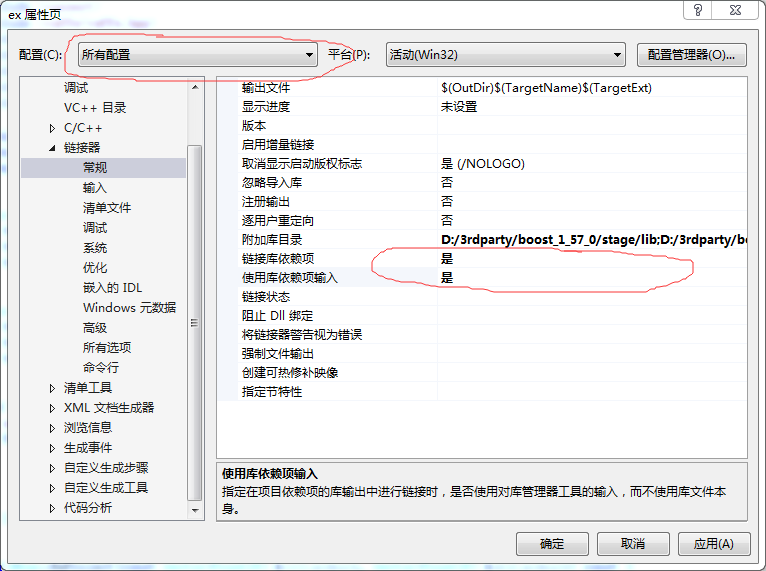 ex 属性页
配置(C): 所有配置 平台(P): 活动(Win32) 配置管理器(O)...
调试
VC++ 目录
C/C++
链接器
常规
输入
清单文件
调试
系统
优化
嵌入的 IDL
Windows 元数据
高级
所有选项
命令行
清单工具
XML 文档生成器
浏览信息
生成事件
自定义生成步骤
自定义生成工具
代码分析
输出文件 $(OutDir)$(TargetName)$(TargetExt)
显示进度 未设置
版本
启用增量链接
取消显示启动版权标志 是 (/NOLOGO)
忽略导入库 否
注册输出 否
逐用户重定向 否
附加库目录 D:/3rdparty/boost_1_57_0/stage/lib;D:/3rdparty/bo
链接库依赖项 是
使用库依赖项输入 是
链接状态
阻止 Dll 绑定
将链接器警告视为错误
强制文件输出
创建可热修补映像
指定节特性
使用库依赖项输入
指定在项目依赖项的库输出中进行链接时，是否使用对库管理器工具的输入，而不使用库文件本
身。
确定 取消 应用(A)